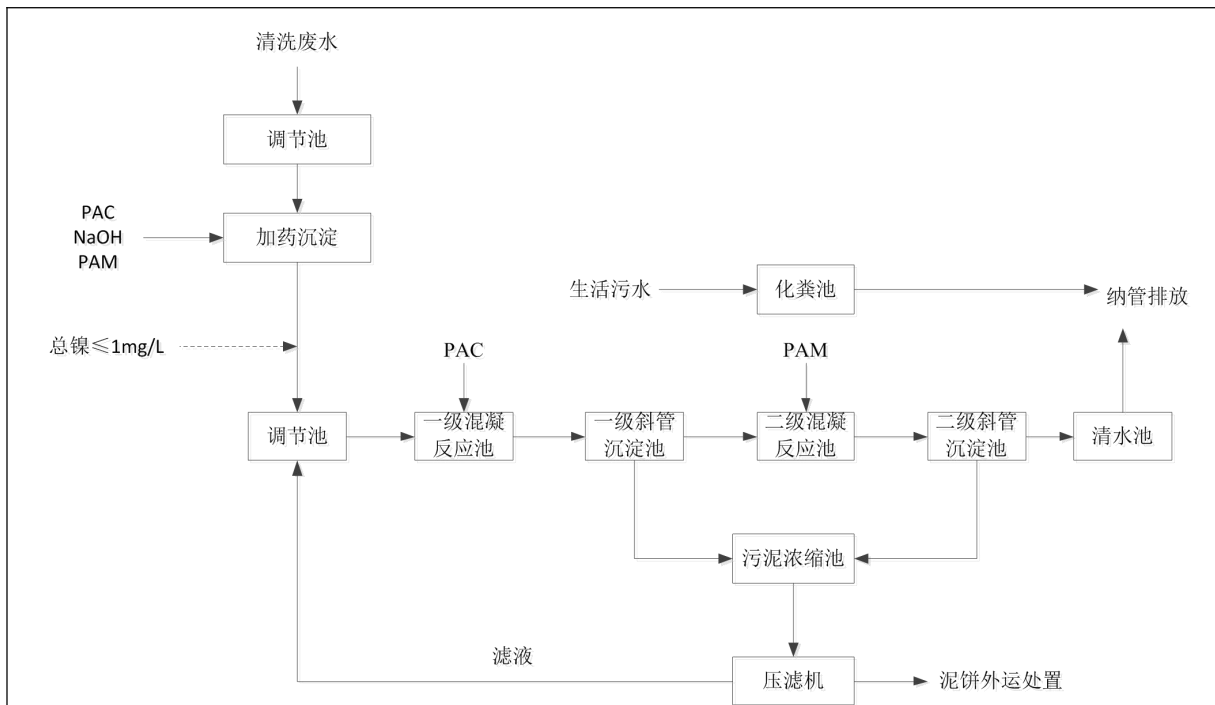 清洗废水
调节池
PAC
NaOH
PAM
加药沉淀
生活污水
化粪池
纳管排放
总镍≤1mg/L
PAC
PAM
调节池
一级混凝
反应池
一级斜管
沉淀池
二级混凝
反应池
二级斜管
沉淀池
清水池
污泥浓缩池
滤液
压滤机
泥饼外运处置